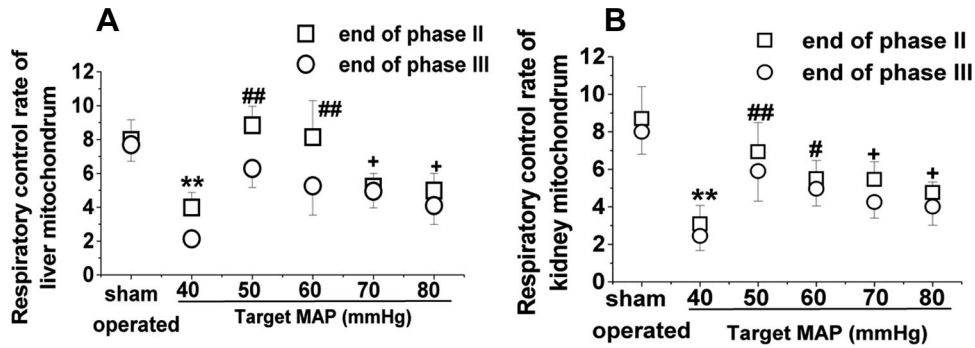 A
end of phase II
end of phase III
Respiratory control rate of
liver mitochondrum
12
10
8
6
4
2
0
**
##
##
+
+
sham
operated
40 50 60 70 80
Target MAP (mmHg)
B
end of phase II
end of phase III
Respiratory control rate of
kidney mitochondrum
12
10
8
6
4
2
0
**
##
#
+
+
sham
operated
40 50 60 70 80
Target MAP (mmHg)